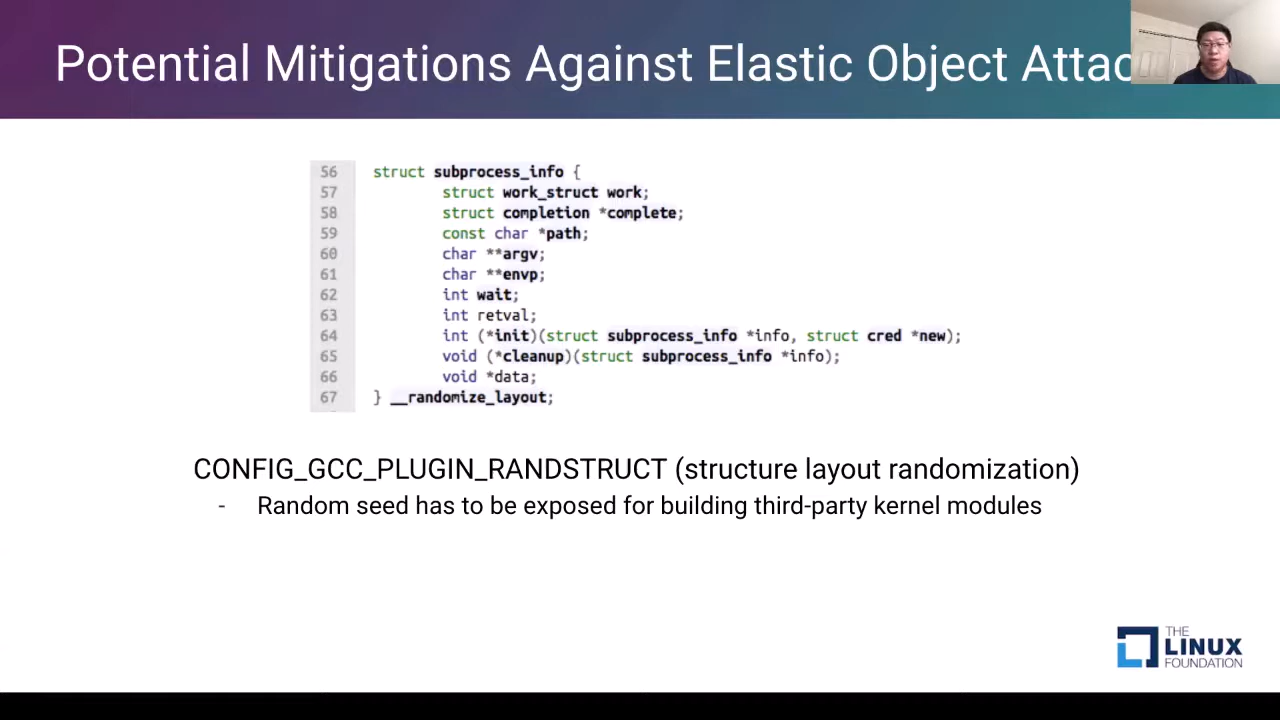 Potential Mitigations Against Elastic Object Attac
56 struct subprocess_info {
57 struct work_struct work;
58 struct completion *complete;
59 const char *path;
60 char **argv;
61 char **envp;
62 int wait;
63 int retval;
64 int (*init)(struct subprocess_info *info, struct cred *new);
65 void (*cleanup)(struct subprocess_info *info);
66 void *data;
67 } __randomize_layout;
CONFIG_GCC_PLUGIN_RANDSTRUCT (structure layout randomization)
- Random seed has to be exposed for building third-party kernel modules
THE
LINUX
FOUNDATION